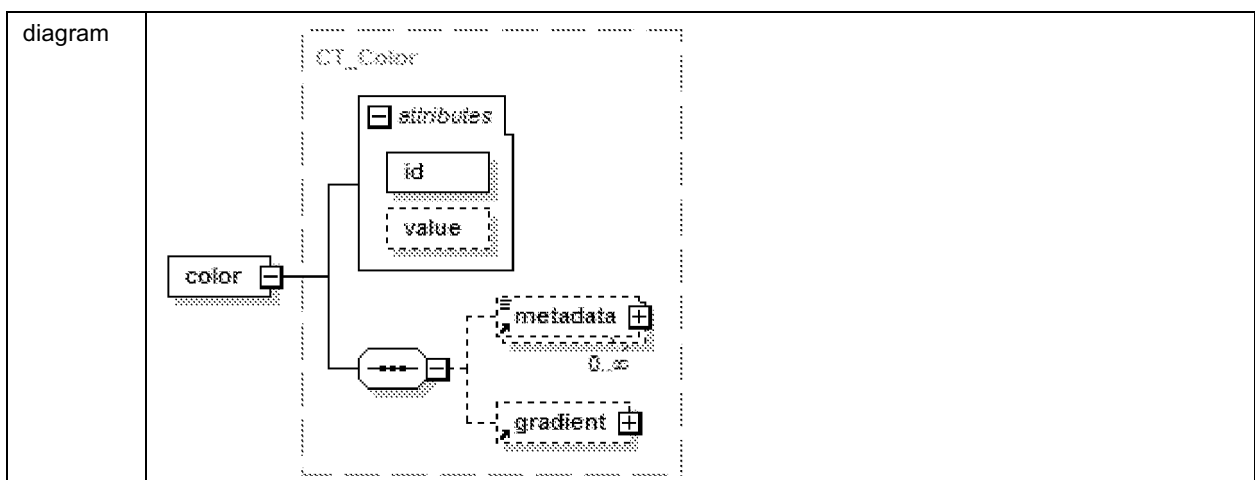 diagram
CT_Color
attributes
id
value
color
metadata
0..∞
gradient